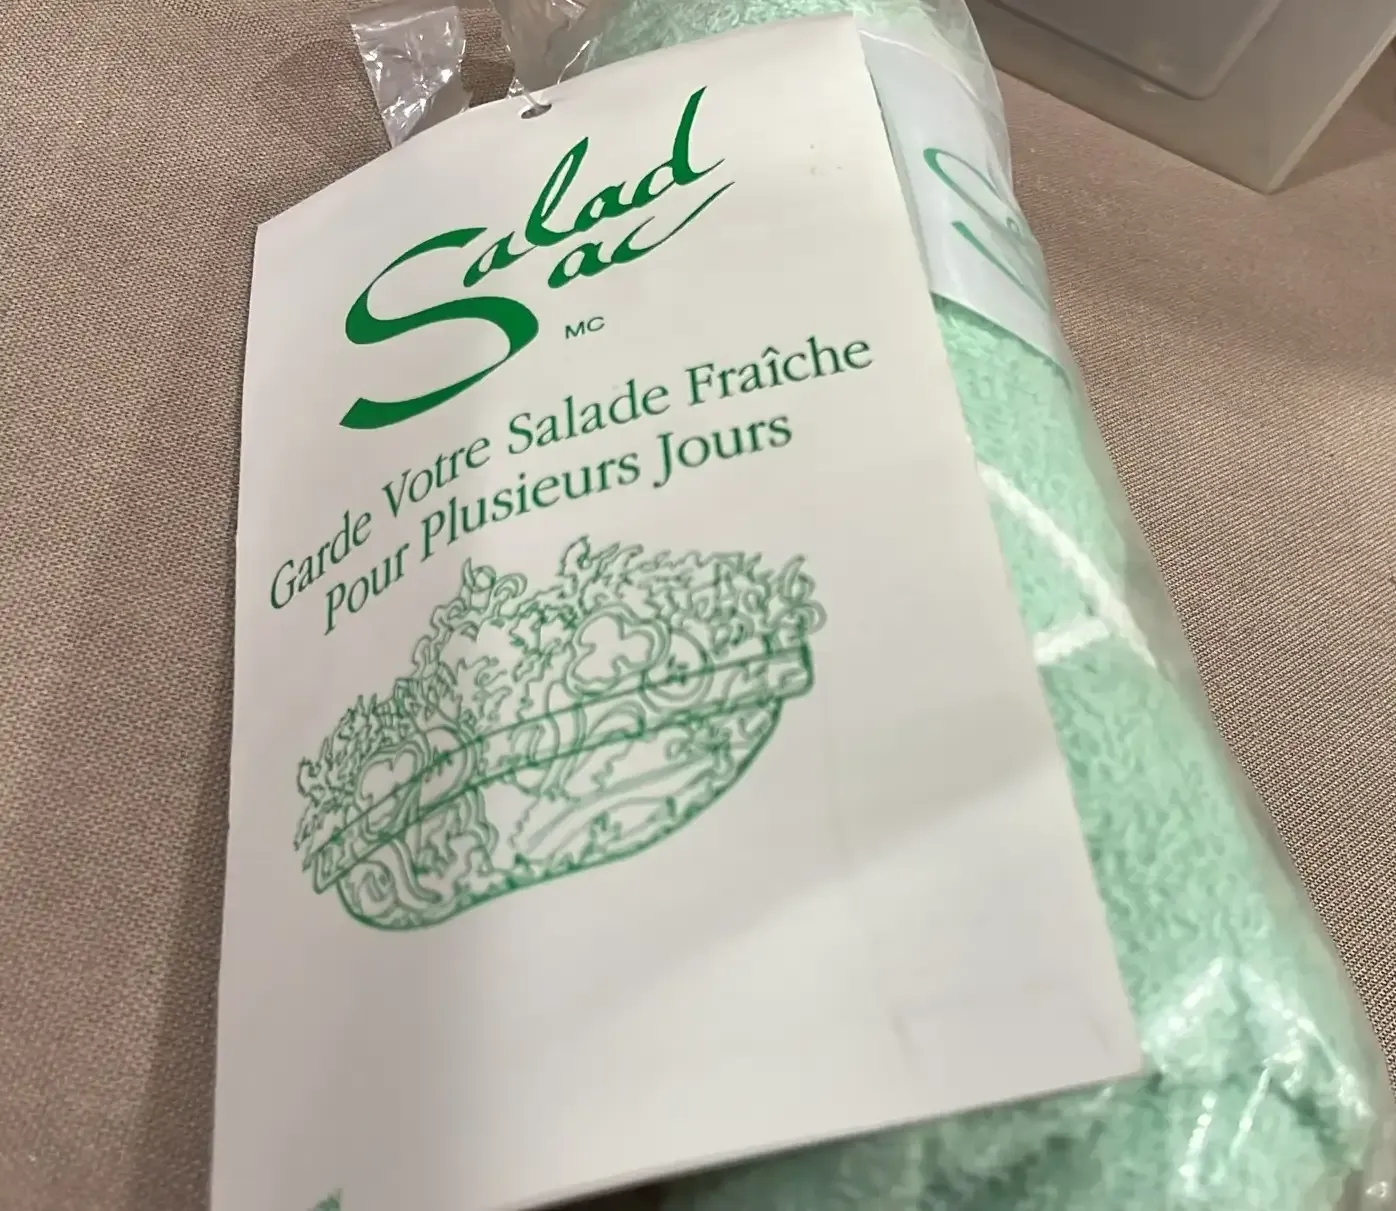 Salad
Sac
MC
Garde Votre Salade Fraîche
Pour Plusieurs Jours